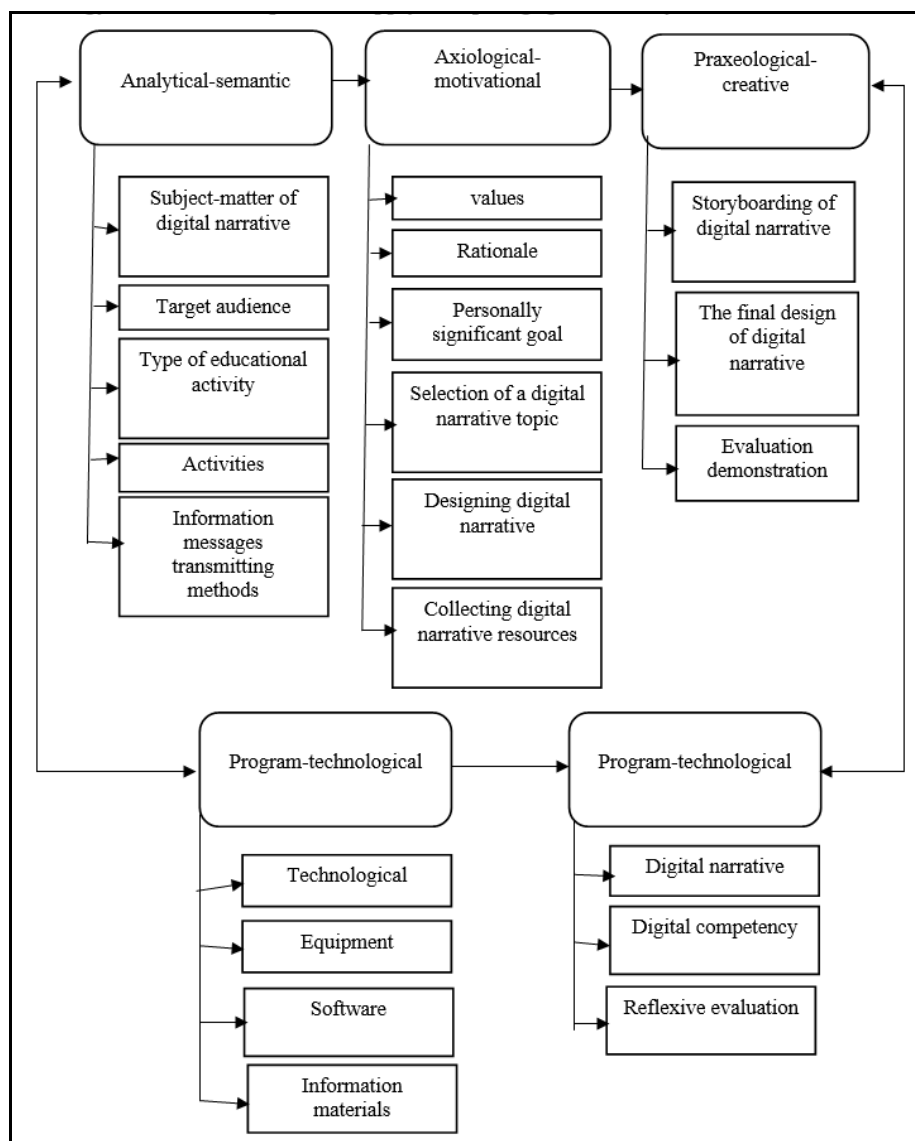 Analytical-semantic
Axiological-
motivational
Praxeological-
creative
Subject-matter of
digital narrative
Target audience
Type of educational
activity
Activities
Information
messages
transmitting
methods
values
Rationale
Personally
significant goal
Selection of a digital
narrative topic
Designing digital
narrative
Collecting digital
narrative resources
Storyboarding of
digital narrative
The final design
of digital
narrative
Evaluation
demonstration
Program-technological
Program-technological
Technological
Equipment
Software
Information
materials
Digital narrative
Digital competency
Reflexive evaluation